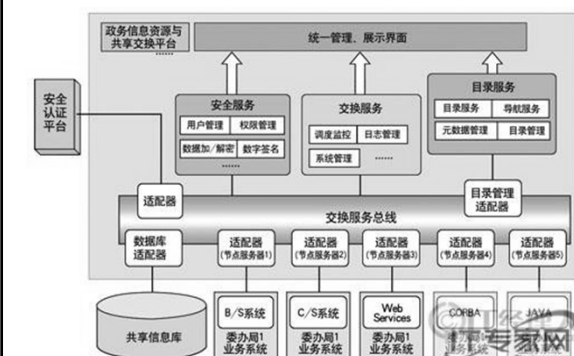 政务信息资源与
共享交换平台
……
统一管理、展示界面
安全
认证
平台
安全服务
用户管理
权限管理
数据加/解密
数字签名
……
交换服务
调度监控
日志管理
系统管理
……
目录服务
目录服务
导航服务
元数据管理
目录管理
适配器
目录管理
适配器
交换服务总线
数据库
适配器
适配器
(节点服务器1)
适配器
(节点服务器2)
适配器
(节点服务器3)
适配器
(节点服务器4)
适配器
(节点服务器5)
共享信息库
B/S系统
委办局1
业务系统
C/S系统
委办局1
业务系统
Web
Services
委办局1
业务系统
CORBA
业务系统
JAVA
业务系统
专家网